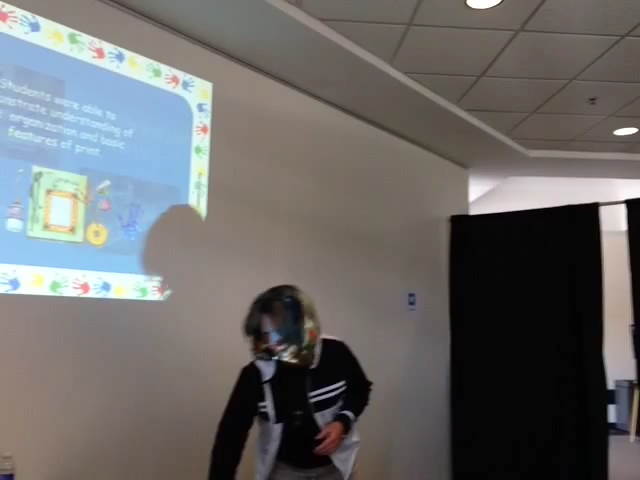 Students were able to
understanding of
organization and basic
features of print.